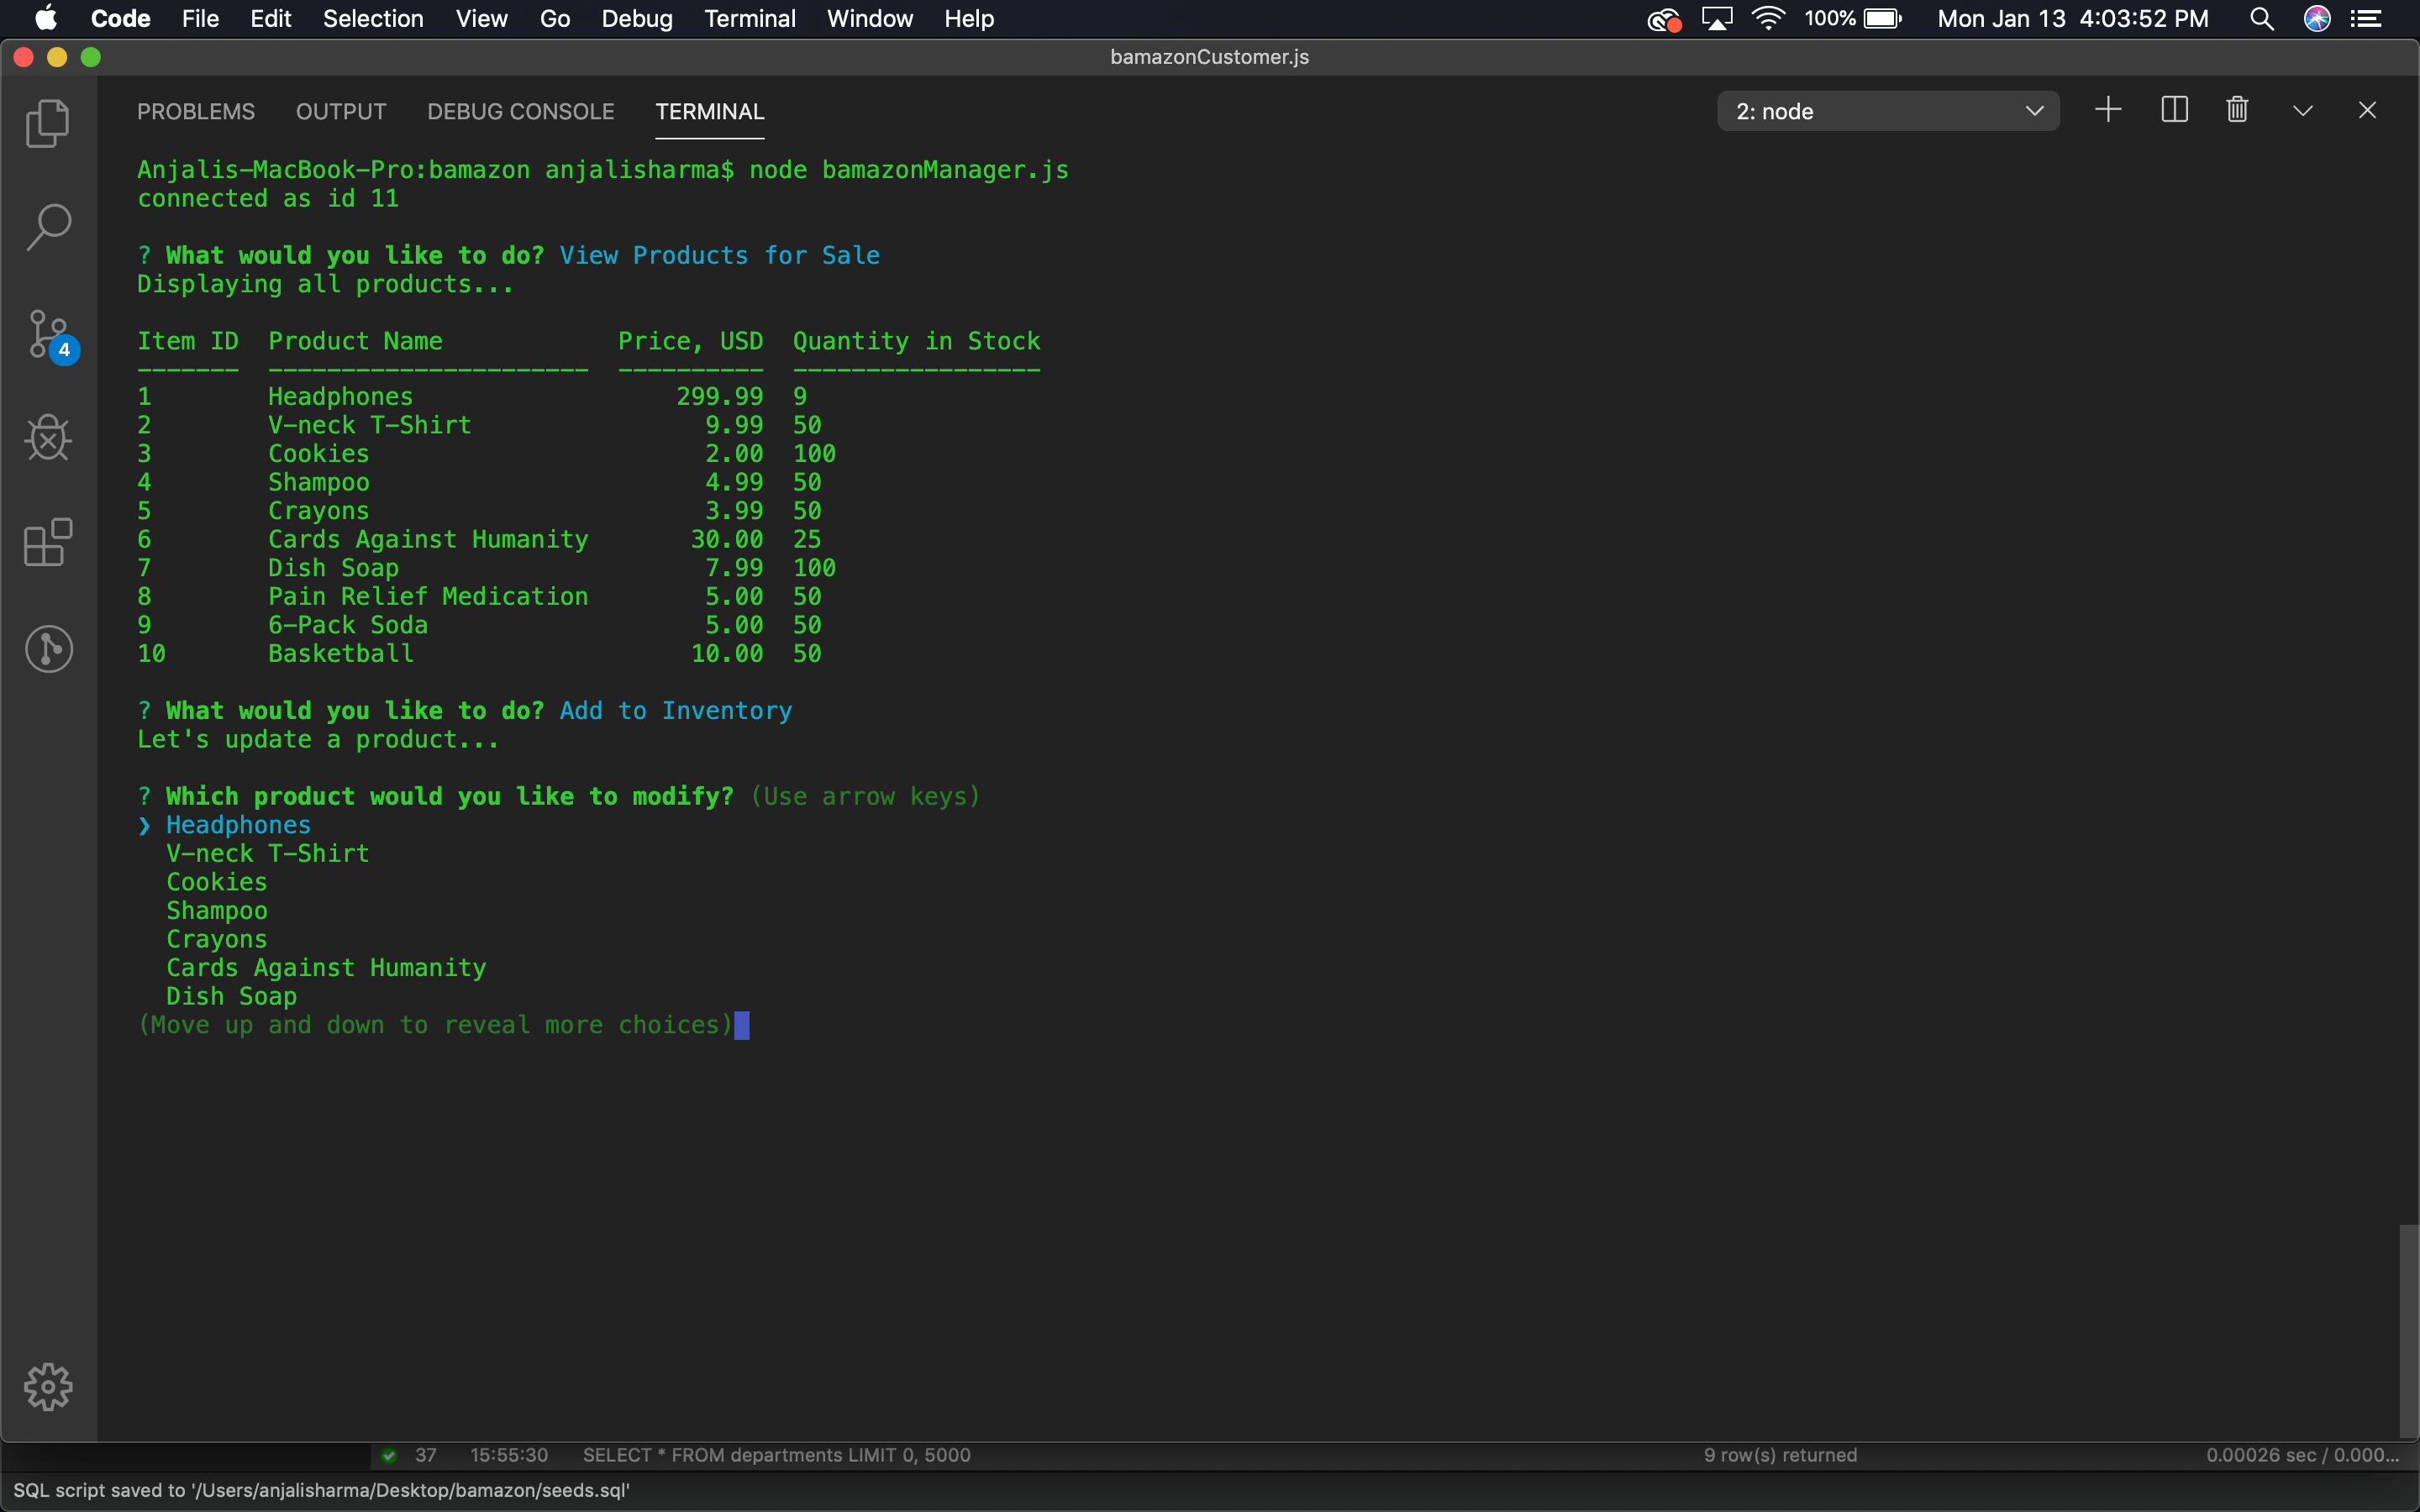 Code File Edit Selection View Go Debug Terminal Window Help 100% Mon Jan 13 4:03:52 PM
bamazonCustomer.js
PROBLEMS OUTPUT DEBUG CONSOLE TERMINAL 2: node
Anjalis-MacBook-Pro:bamazon anjalisharma$ node bamazonManager.js
connected as id 11
? What would you like to do? View Products for Sale
Displaying all products...
Item ID Product Name Price, USD Quantity in Stock
------- ---------------------- ---------- -----------------
1 Headphones 299.99 9
2 V-neck T-Shirt 9.99 50
3 Cookies 2.00 100
4 Shampoo 4.99 50
5 Crayons 3.99 50
6 Cards Against Humanity 30.00 25
7 Dish Soap 7.99 100
8 Pain Relief Medication 5.00 50
9 6-Pack Soda 5.00 50
10 Basketball 10.00 50
? What would you like to do? Add to Inventory
Let's update a product...
? Which product would you like to modify? (Use arrow keys)
❯ Headphones
V-neck T-Shirt
Cookies
Shampoo
Crayons
Cards Against Humanity
Dish Soap
(Move up and down to reveal more choices)
4
37 15:55:30 SELECT * FROM departments LIMIT 0, 5000 9 row(s) returned 0.00026 sec / 0.000...
SQL script saved to '/Users/anjalisharma/Desktop/bamazon/seeds.sql'